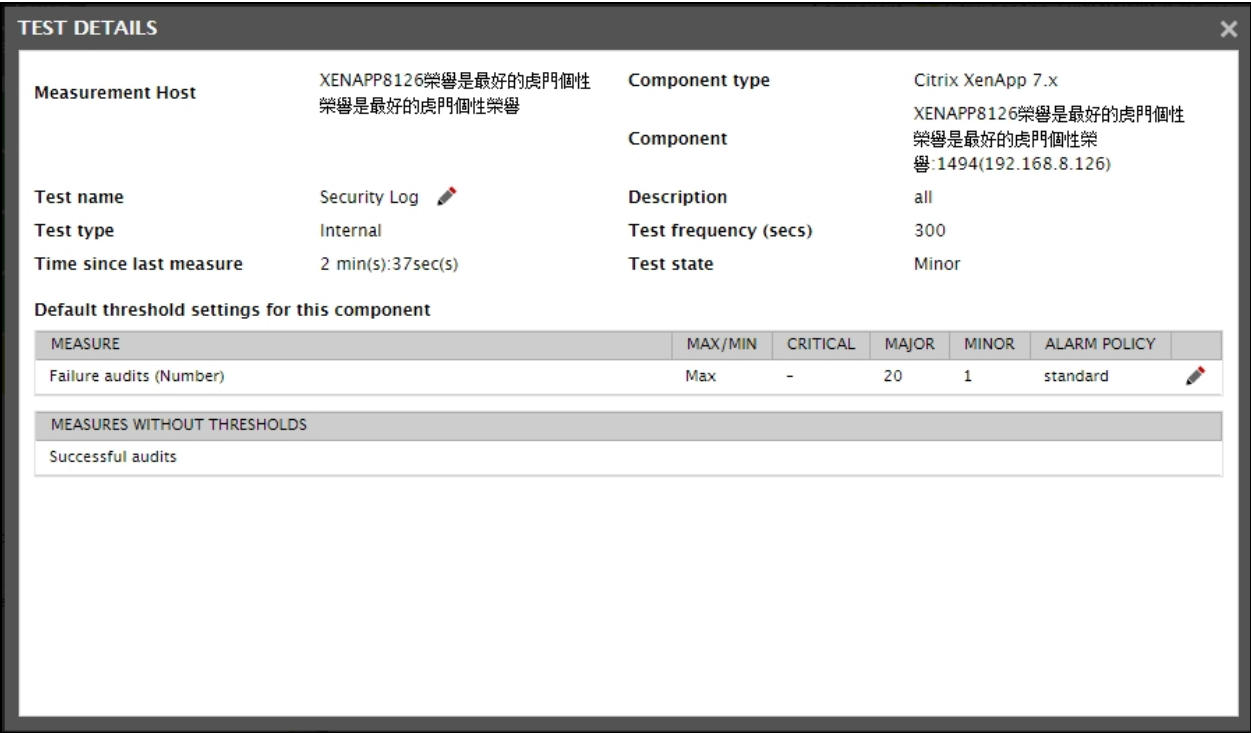 TEST DETAILS
Measurement Host
XENAPP8126榮譽是最好的虎門個性
榮譽是最好的虎門個性榮譽
Component type
Citrix XenApp 7.x
Component
XENAPP8126榮譽是最好的虎門個性
榮譽是最好的虎門個性榮
譽:1494(192.168.8.126)
Test name
Security Log
Description
all
Test type
Internal
Test frequency (secs)
300
Time since last measure
2 min(s):37sec(s)
Test state
Minor
Default threshold settings for this component
MEASURE MAX/MIN CRITICAL MAJOR MINOR ALARM POLICY
Failure audits (Number) Max - 20 1 standard
MEASURES WITHOUT THRESHOLDS
Successful audits